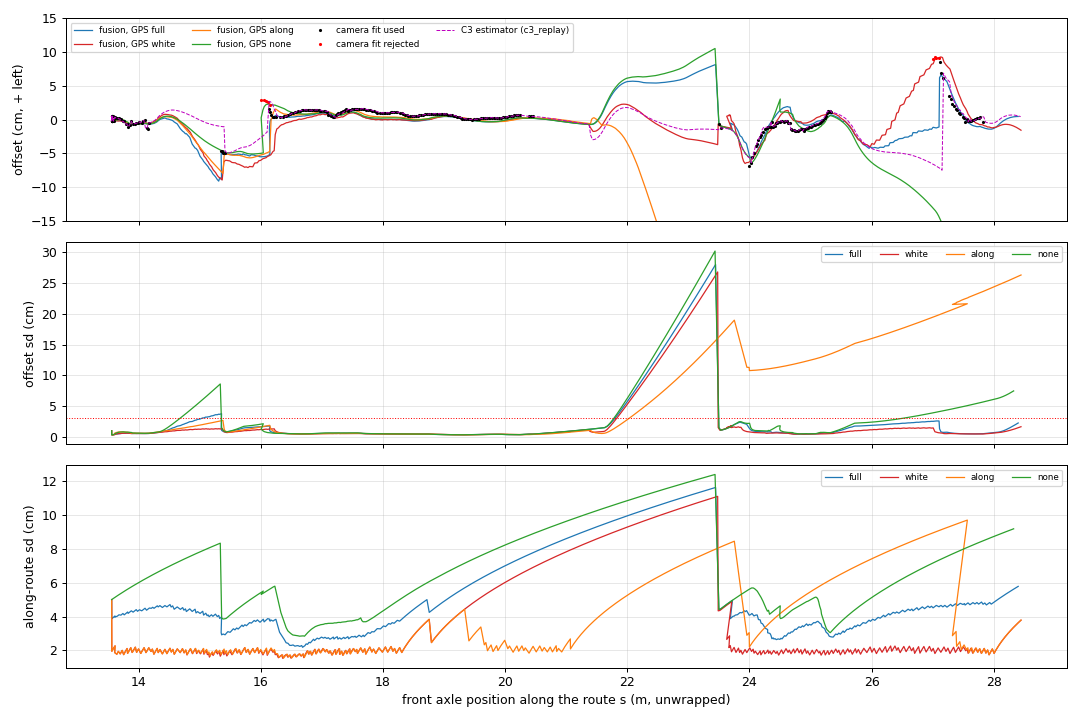 fusion, GPS full
fusion, GPS white
fusion, GPS along
fusion, GPS none
camera fit used
camera fit rejected
C3 estimator (c3_replay)
offset (cm, + left)
15
10
5
0
−5
−10
−15
full
white
along
none
offset sd (cm)
30
25
20
15
10
5
0
full
white
along
none
along-route sd (cm)
12
10
8
6
4
2
14
16
18
20
22
24
26
28
front axle position along the route s (m, unwrapped)